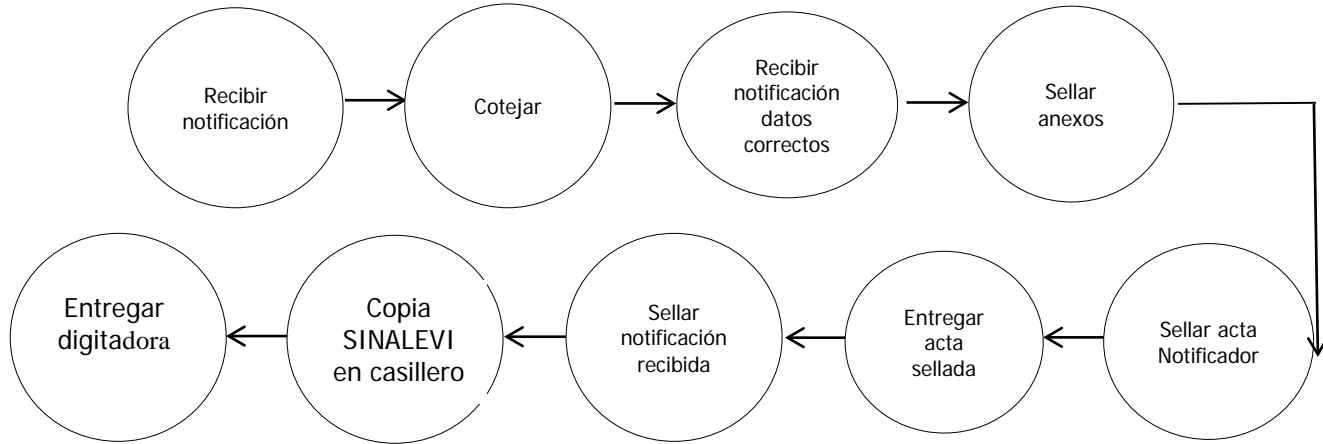 Recibir
notificación
Cotejar
Recibir
notificación
datos
correctos
Sellar
anexos
Sellar acta
Notificador
Entregar
acta
sellada
Sellar
notificación
recibida
Copia
SINALEVI
en casillero
Entregar
digitadora